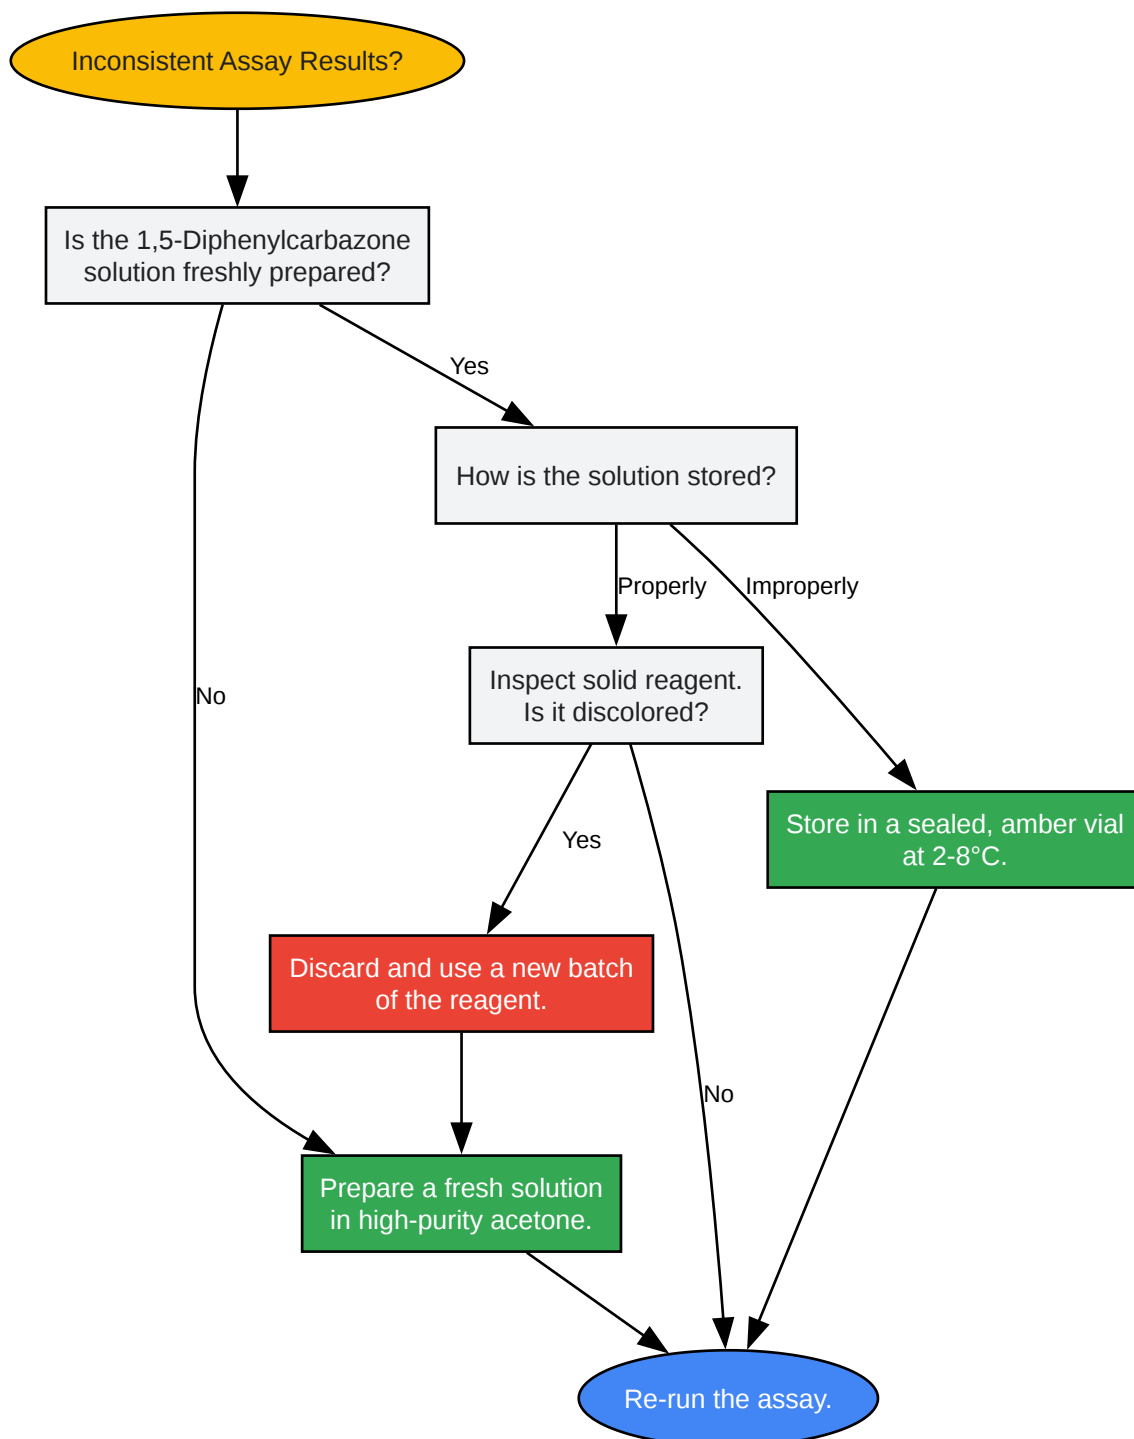 Inconsistent Assay Results?
Is the 1,5-Diphenylcarbazone
solution freshly prepared?
Yes
How is the solution stored?
Properly
Improperly
Inspect solid reagent.
Is it discolored?
No
Store in a sealed, amber vial
at 2-8°C.
Yes
Discard and use a new batch
of the reagent.
No
Prepare a fresh solution
in high-purity acetone.
Re-run the assay.